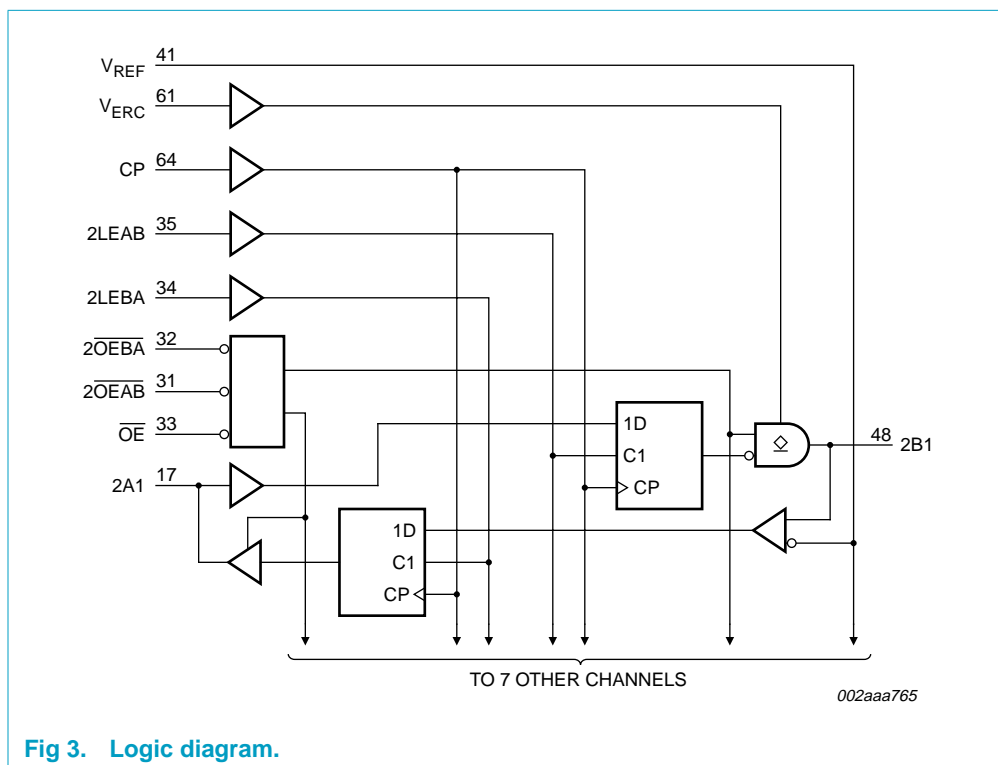 VREF 41
VERC 61
CP 64
2LEAB 35
2LEBA 34
2OEBA 32
2OEAB 31
OE 33
2A1 17
1D
C1
CP
48 2B1
1D
C1
CP
TO 7 OTHER CHANNELS
002aaa765
Fig 3. Logic diagram.